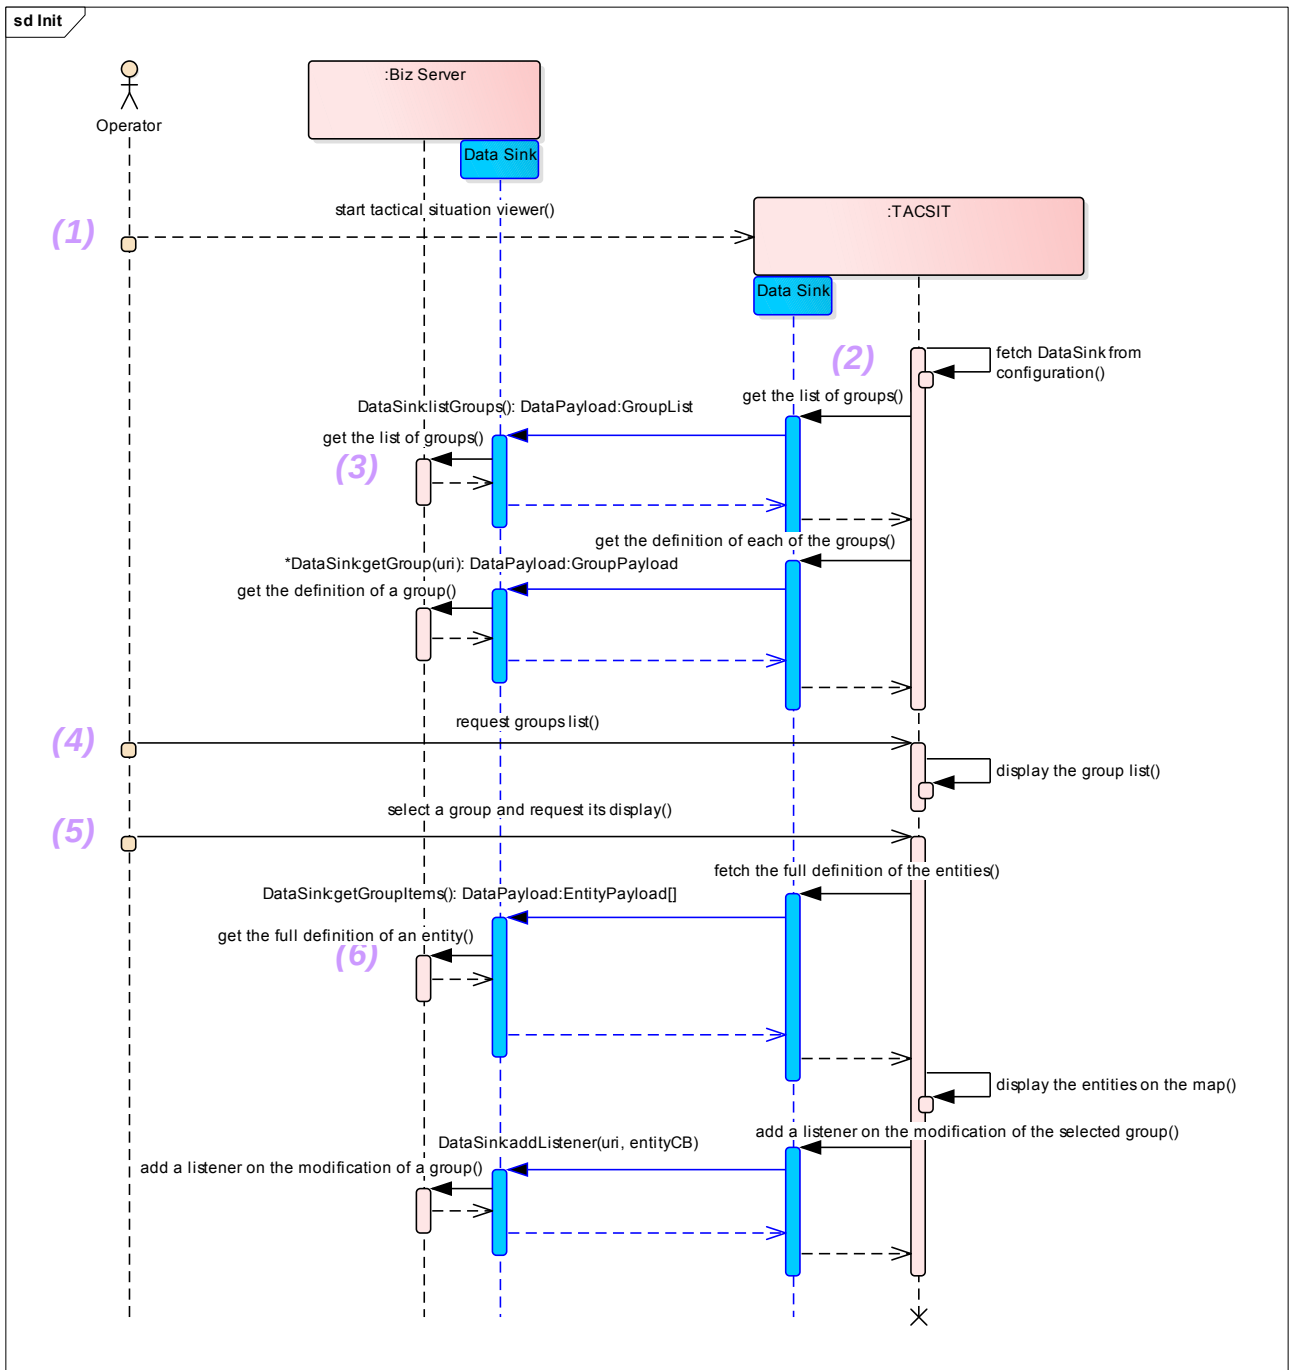 sd Init
:Biz Server
Operator
Data Sink
start tactical situation viewer()
:TACSIT
(1)
Data Sink
(2)
fetch DataSink from
configuration()
get the list of groups()
DataSink:listGroups(): DataPayload:GroupList
get the list of groups()
(3)
get the definition of each of the groups()
*DataSink:getGroup(uri): DataPayload:GroupPayload
get the definition of a group()
request groups list()
(4)
display the group list()
select a group and request its display()
(5)
fetch the full definition of the entities()
DataSink:getGroupItems(): DataPayload:EntityPayload[]
get the full definition of an entity()
(6)
display the entities on the map()
add a listener on the modification of the selected group()
DataSink:addListener(uri, entityCB)
add a listener on the modification of a group()